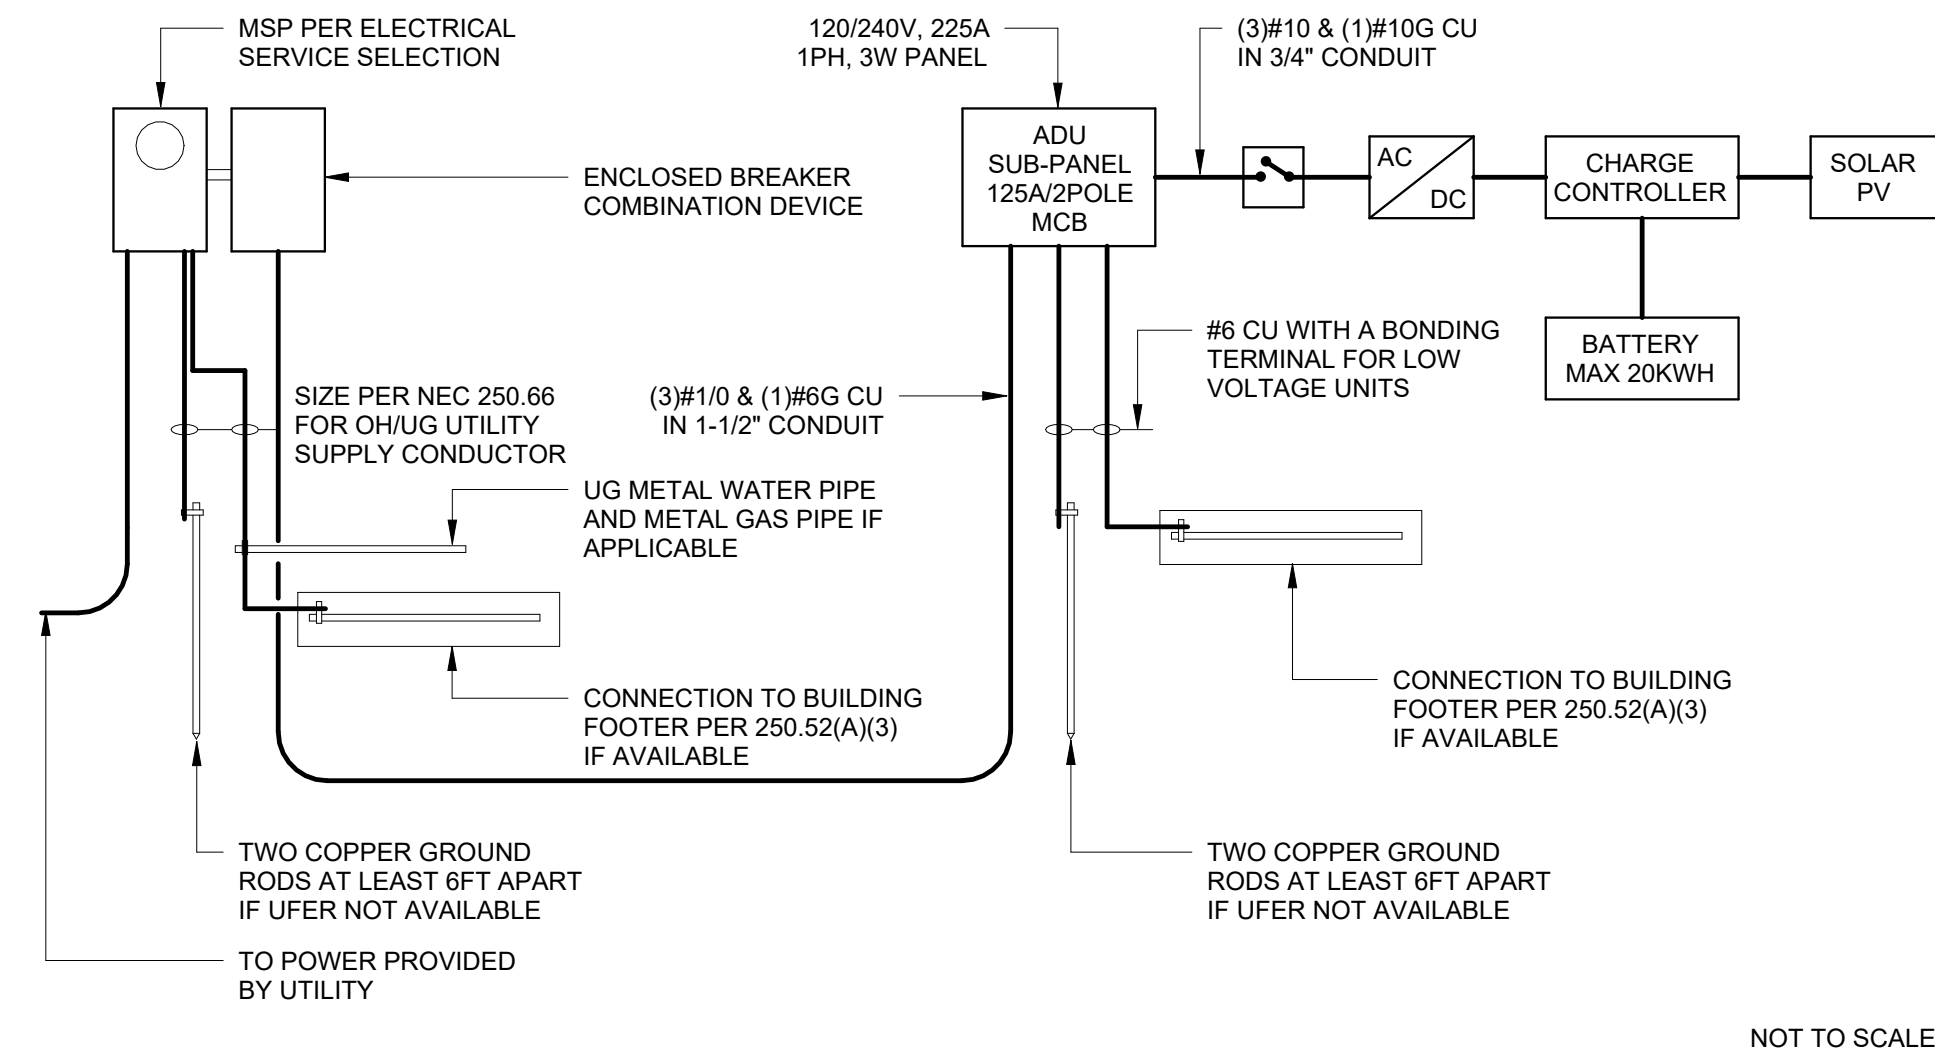 MSP PER ELECTRICAL
SERVICE SELECTION
120/240V, 225A
1PH, 3W PANEL
(3)#10 & (1)#10G CU
IN 3/4" CONDUIT
ENCLOSED BREAKER
COMBINATION DEVICE
ADU
SUB-PANEL
125A/2POLE
MCB
AC
DC
CHARGE
CONTROLLER
SOLAR
PV
BATTERY
MAX 20KWH
SIZE PER NEC 250.66
FOR OH/UG UTILITY
SUPPLY CONDUCTOR
(3)#1/0 & (1)#6G CU
IN 1-1/2" CONDUIT
#6 CU WITH A BONDING
TERMINAL FOR LOW
VOLTAGE UNITS
UG METAL WATER PIPE
AND METAL GAS PIPE IF
APPLICABLE
CONNECTION TO BUILDING
FOOTER PER 250.52(A)(3)
IF AVAILABLE
CONNECTION TO BUILDING
FOOTER PER 250.52(A)(3)
IF AVAILABLE
TWO COPPER GROUND
RODS AT LEAST 6FT APART
IF UFER NOT AVAILABLE
TWO COPPER GROUND
RODS AT LEAST 6FT APART
IF UFER NOT AVAILABLE
TO POWER PROVIDED
BY UTILITY
NOT TO SCALE